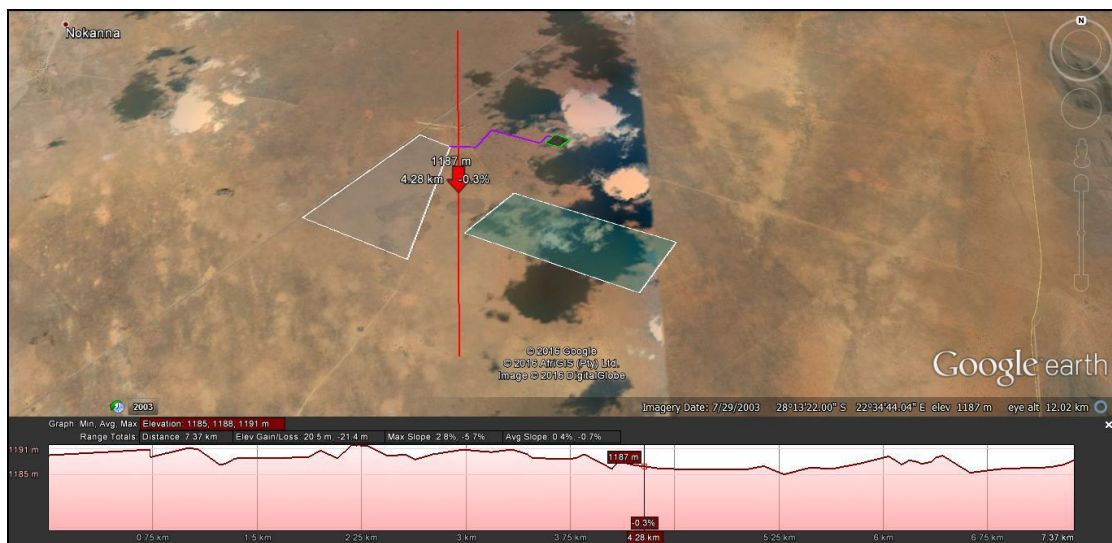 Nokanna
N
1187 m
4.28 km -0.3%
© 2016 Google
© 2016 AfriGIS (Pty) Ltd.
Image © 2016 DigitalGlobe
Google earth
2003
Imagery Date: 7/29/2003 28°13'22.00" S 22°34'44.04" E elev 1187 m eye alt 12.02 km
Graph: Min, Avg, Max Elevation: 1185, 1188, 1191 m
Range Totals: Distance: 7.37 km Elev Gain/Loss: 20.5 m, -21.4 m Max Slope: 2.8%, -5.7% Avg Slope: 0.4%, -0.7%
1191 m
1187 m
1185 m
-0.3%
0.75 km 1.5 km 2.25 km 3 km 3.75 km 4.28 km 5.25 km 6 km 6.75 km 7.37 km